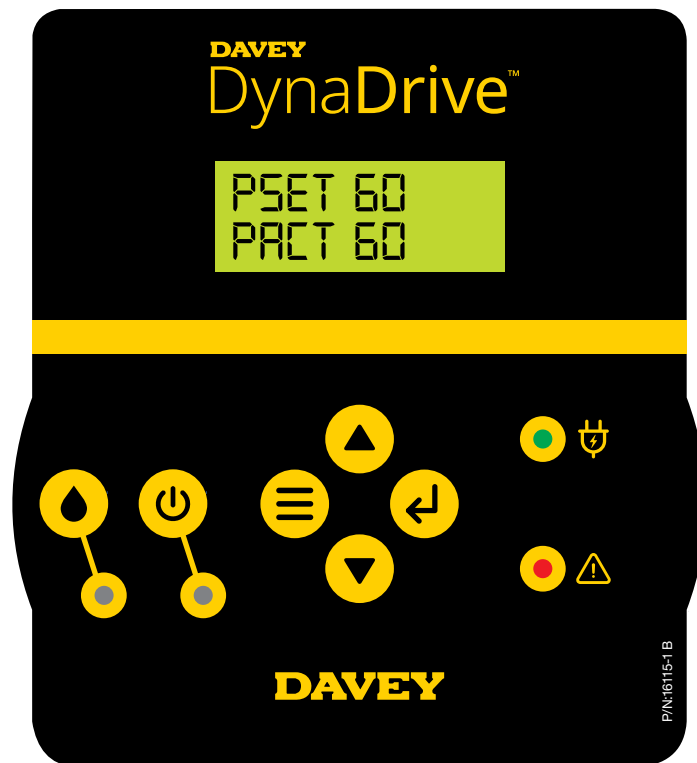 DAVEY
DynaDrive™
PSET 60
PACT 60
DAVEY
P/N:16115-1 B